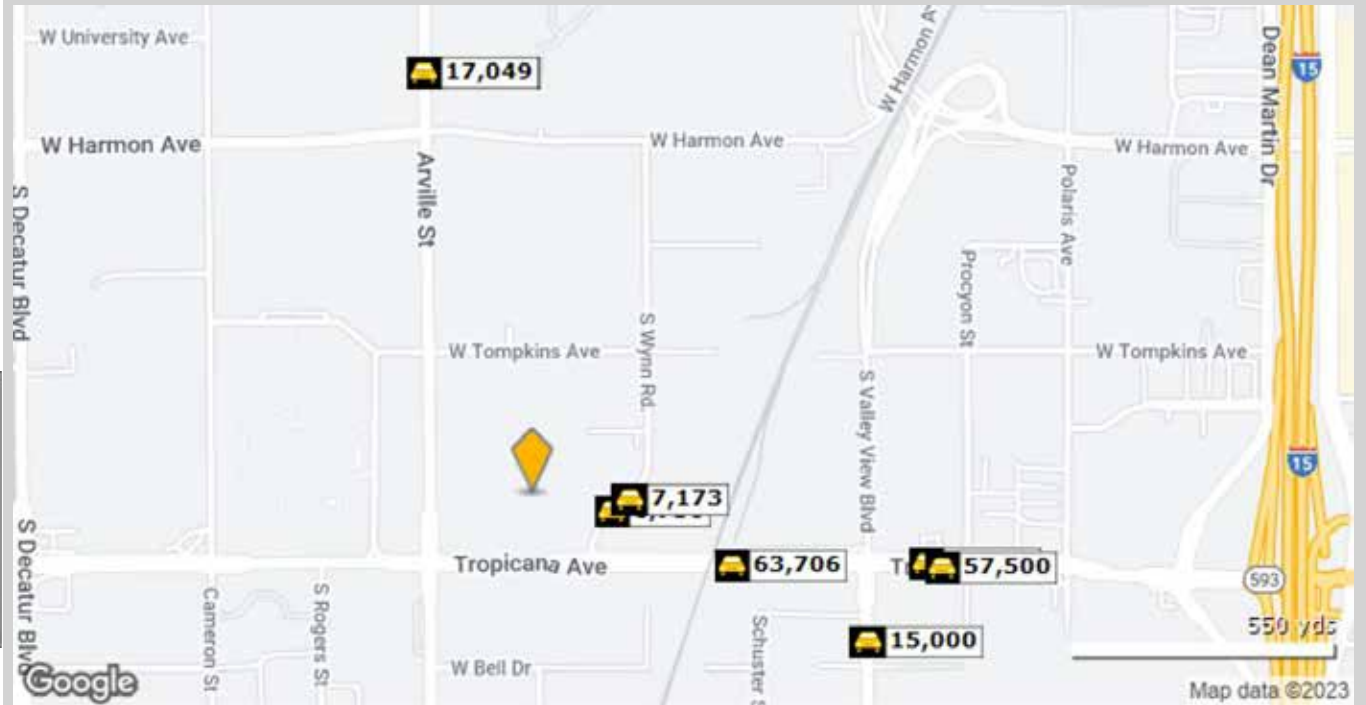 W University Ave
17,049
W Harmon Ave
15
Dean Martin Dr
W Harmon Ave
W Harmon Ave
W Harmon Ave
Arville St
Polaris Ave
S Decatur Blvd
Procyon St
S Wynn Rd
W Tompkins Ave
W Tompkins Ave
S Valley View Blvd
15
7,173
S Decatur Blvd
Tropicana Ave
63,706
57,500
593
Cameron St
S Rogers St
Schuster
550 yds
15,000
W Bell Dr
Google
Map data ©2023